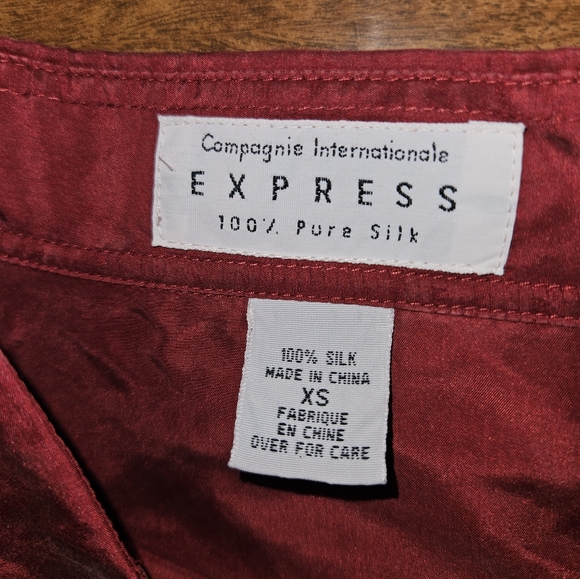 Compagnie Internationale
EXPRESS
100% Pure Silk
100% SILK
MADE IN CHINA
XS
FABRIQUE
EN CHINE
OVER FOR CARE